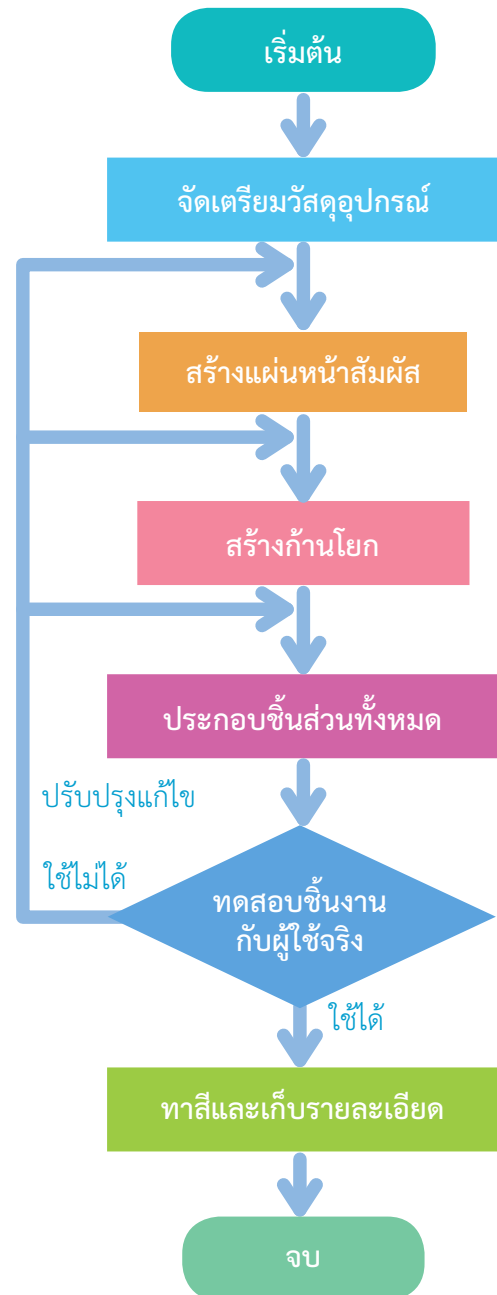 เริ่มต้น
จัดเตรียมวัสดุอุปกรณ์
สร้างแผ่นหน้าสัมผัส
สร้างก้านโยก
ประกอบชิ้นส่วนทั้งหมด
ปรับปรุงแก้ไข
ใช้ไม่ได้
ทดสอบชิ้นงาน
กับผู้ใช้จริง
ใช้ได้
ทาสีและเก็บรายละเอียด
จบ